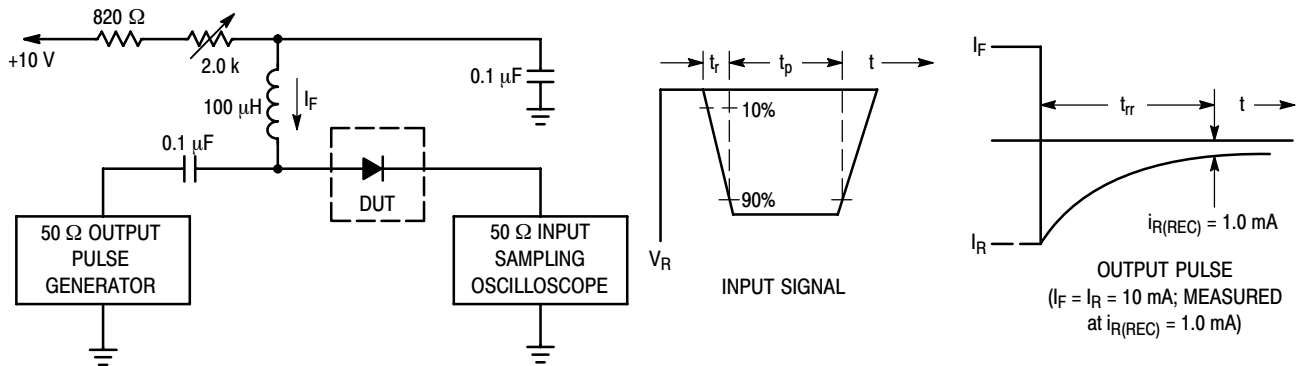 820 Ω
+10 V
2.0 k
0.1 µF
100 µH
I_F
0.1 µF
DUT
50 Ω OUTPUT
PULSE
GENERATOR
50 Ω INPUT
SAMPLING
OSCILLOSCOPE
t_r
t_p
t
10%
90%
V_R
INPUT SIGNAL
I_F
t_rr
t
I_R
i_R(REC) = 1.0 mA
OUTPUT PULSE
(I_F = I_R = 10 mA; MEASURED
at i_R(REC) = 1.0 mA)